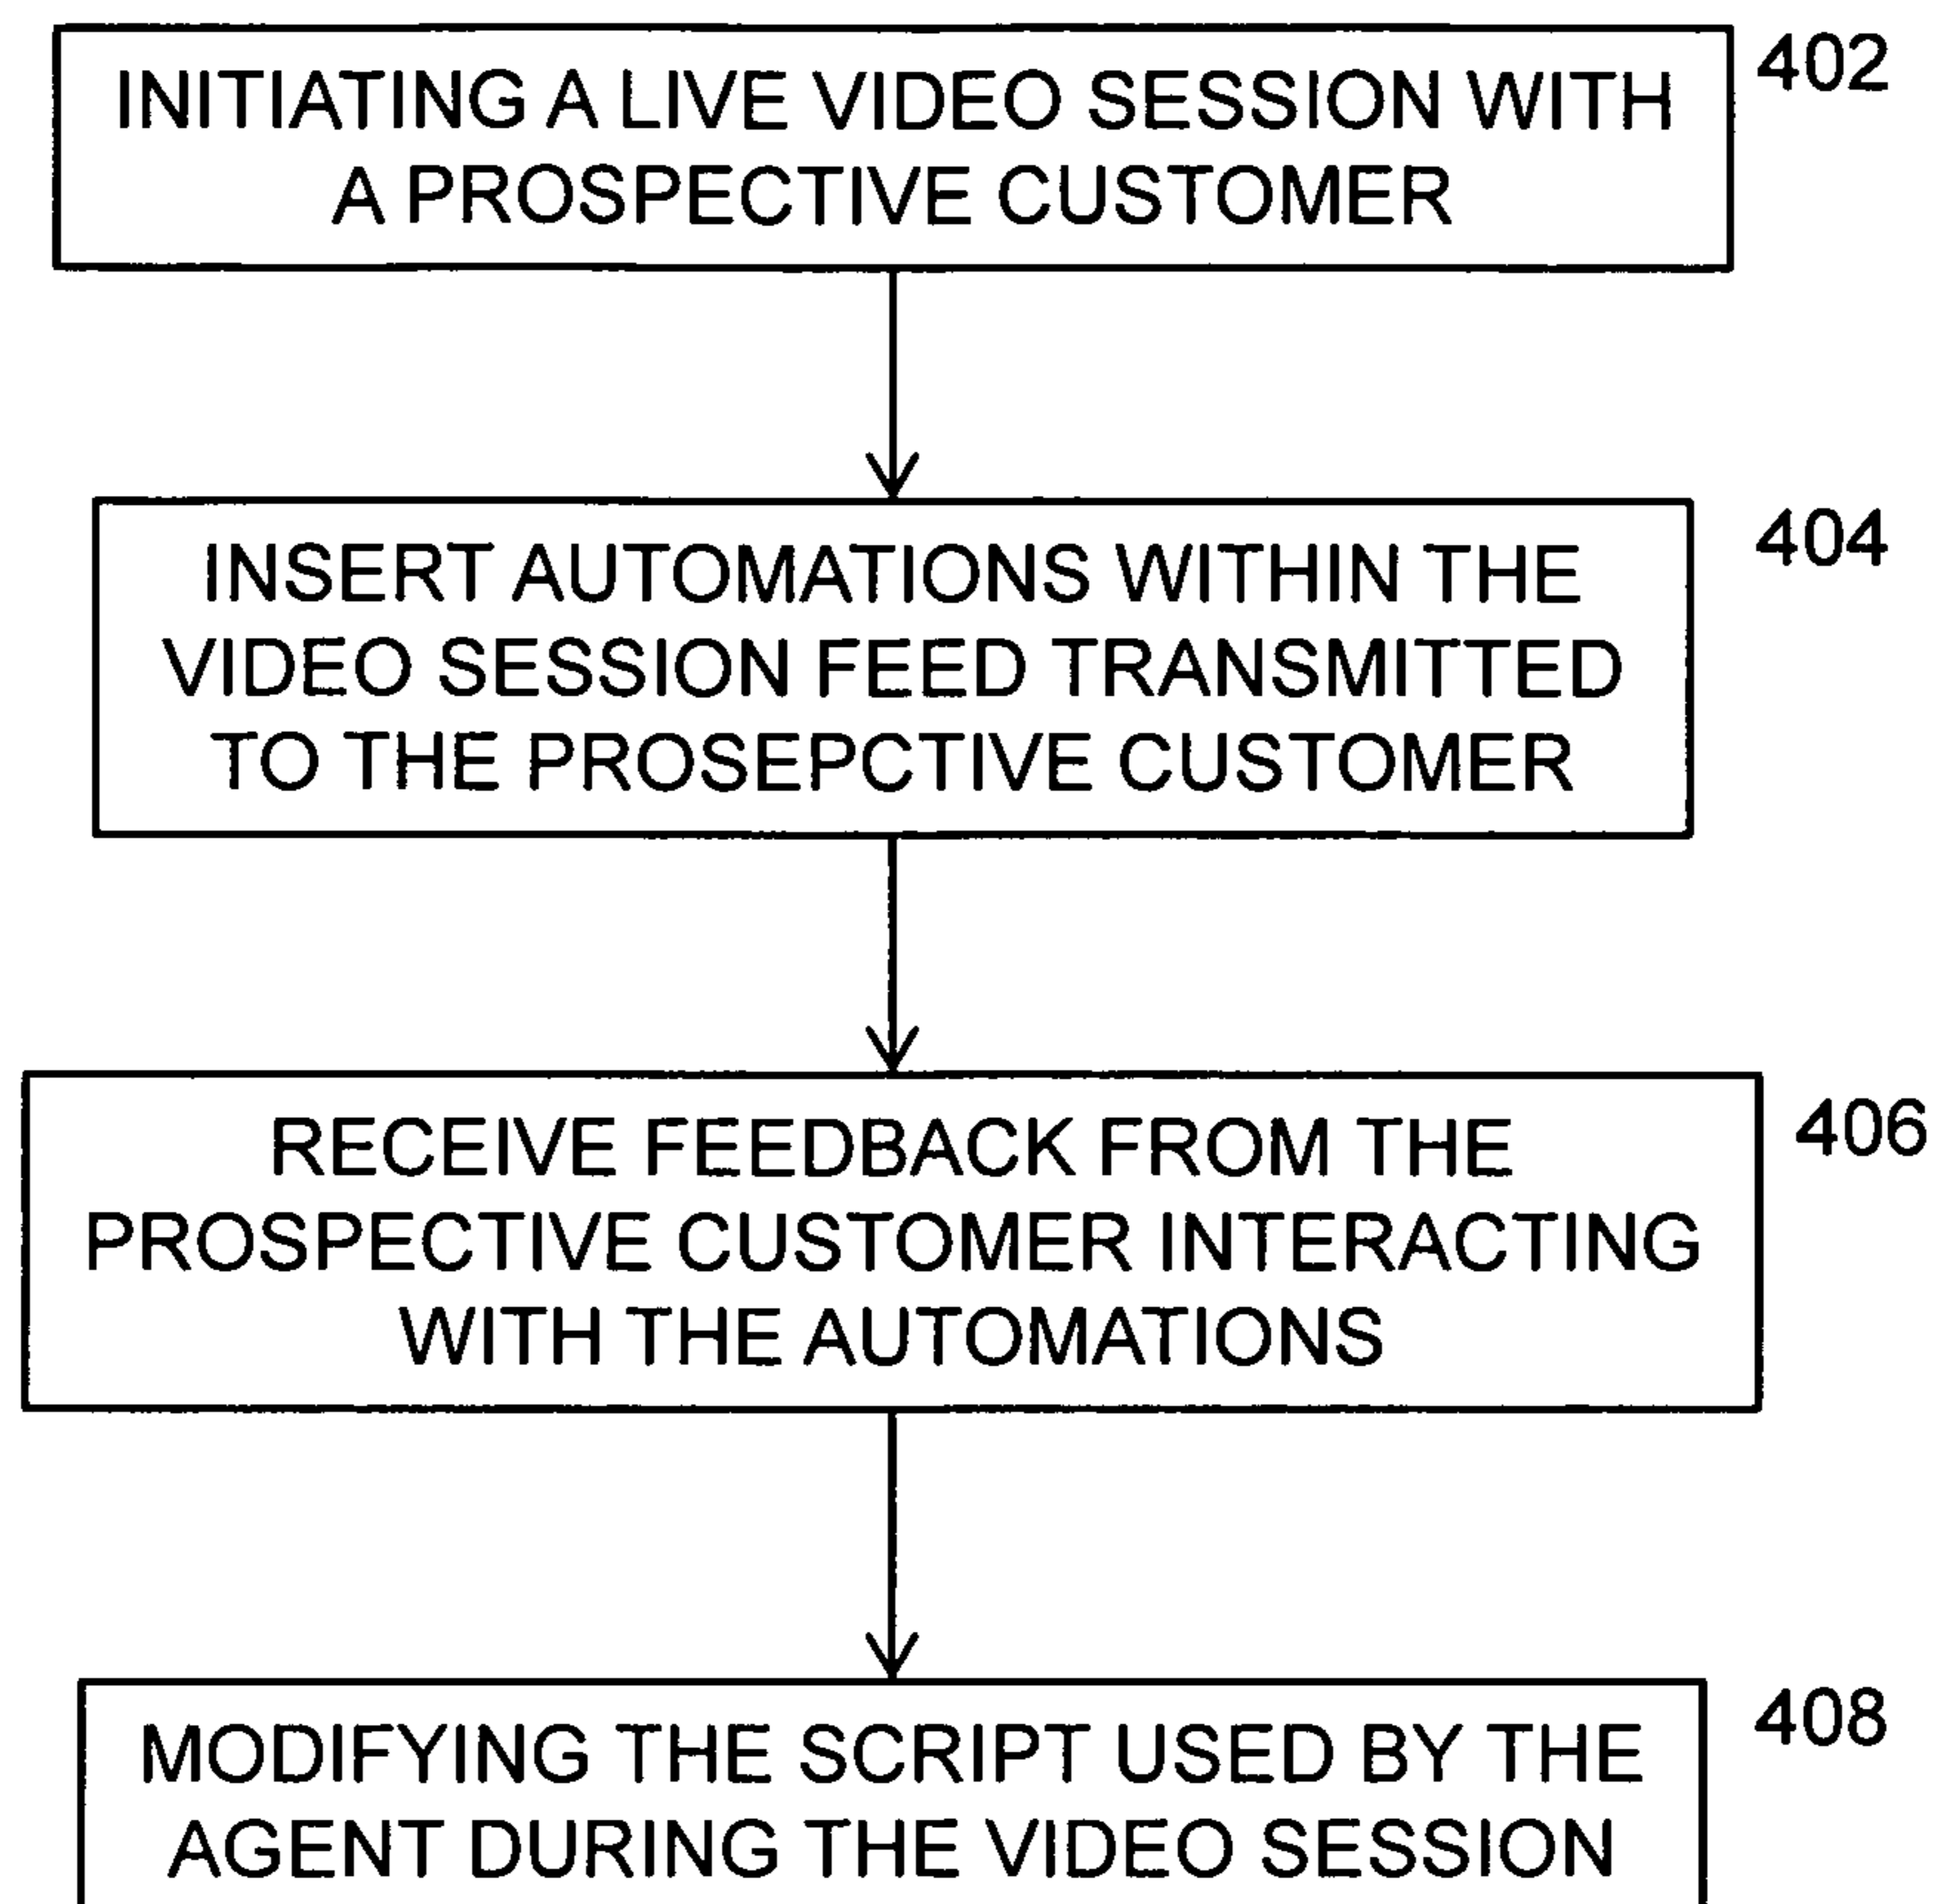 INITIATING A LIVE VIDEO SESSION WITH
A PROSPECTIVE CUSTOMER
402
INSERT AUTOMATIONS WITHIN THE
VIDEO SESSION FEED TRANSMITTED
TO THE PROSEPCTIVE CUSTOMER
404
RECEIVE FEEDBACK FROM THE
PROSPECTIVE CUSTOMER INTERACTING
WITH THE AUTOMATIONS
406
MODIFYING THE SCRIPT USED BY THE
AGENT DURING THE VIDEO SESSION
408